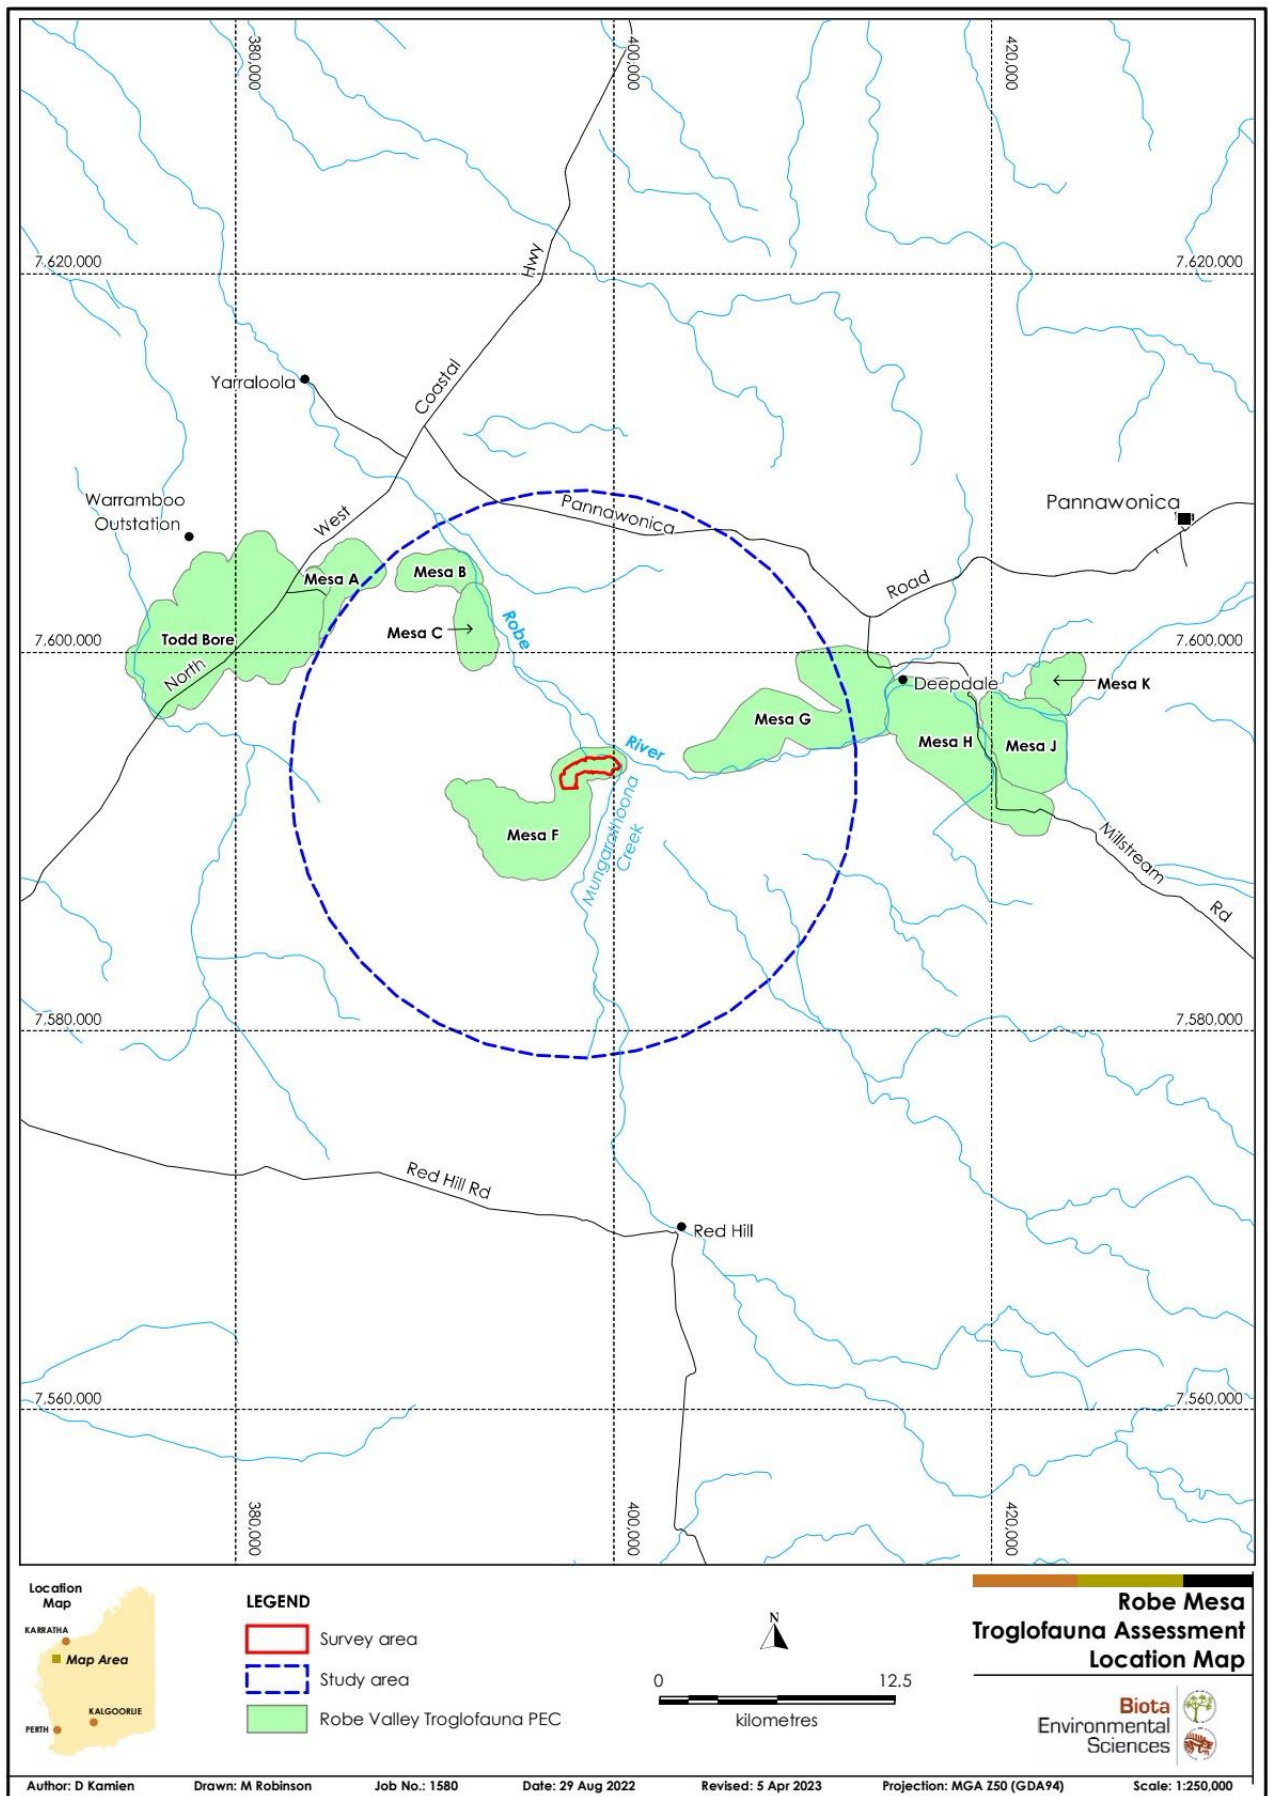 380,000
400,000
420,000
Hwy
7,620,000
7,620,000
Coastal
Yarraloola
Warramboo
Outstation
West
Pannawonica
Pannawonica
Mesa A
Mesa B
Road
Mesa C
Robe
Todd Bore
7,600,000
7,600,000
North
Deepdale
Mesa K
Mesa G
River
Mesa H
Mesa J
Mesa F
Mungarathoona
Creek
Millstream
Rd
7,580,000
7,580,000
Red Hill Rd
Red Hill
7,560,000
7,560,000
380,000
400,000
420,000
Location
Map
KARRATHA
Map Area
KALGOORLIE
PERTH
LEGEND
Survey area
Study area
Robe Valley Troglofauna PEC
N
0
12.5
kilometres
Robe Mesa
Troglofauna Assessment
Location Map
Biota
Environmental
Sciences
Author: D Kamien
Drawn: M Robinson
Job No.: 1580
Date: 29 Aug 2022
Revised: 5 Apr 2023
Projection: MGA Z50 (GDA94)
Scale: 1:250,000